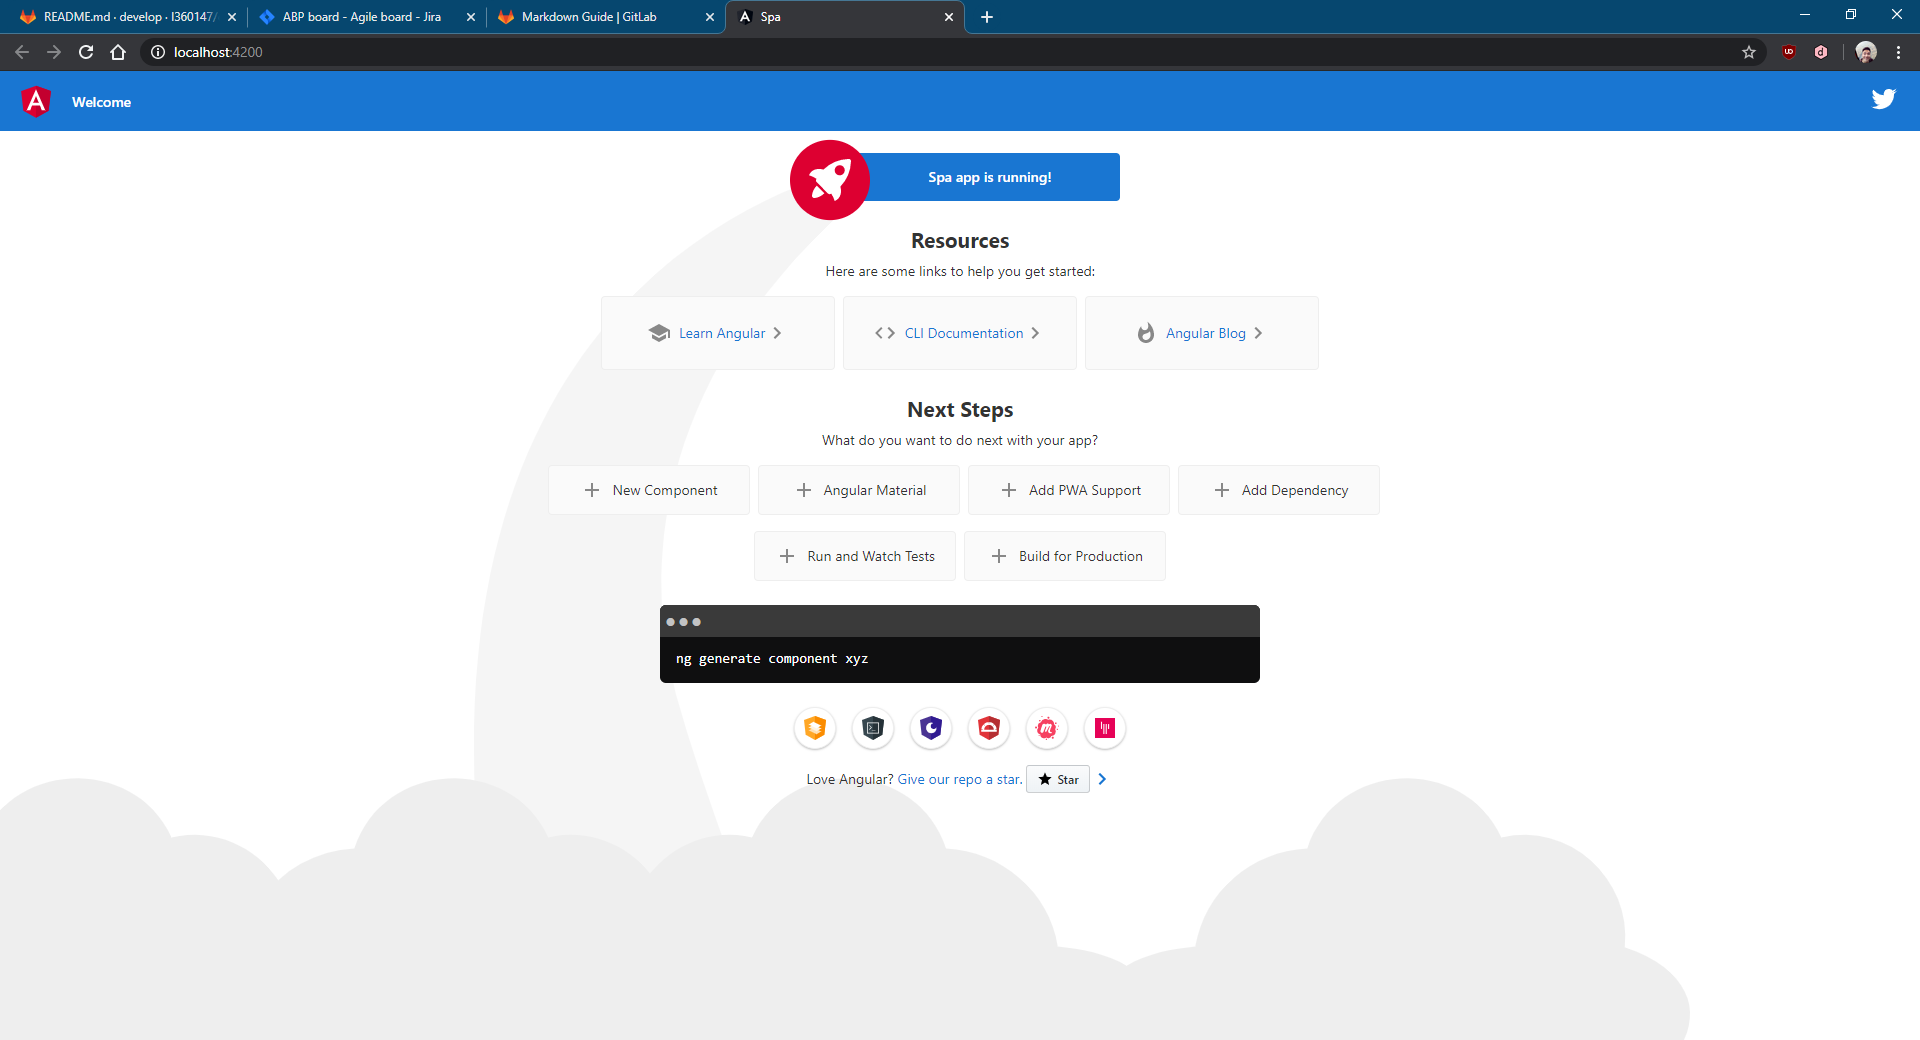 README.md · develop · I360147/
ABP board - Agile board - Jira
Markdown Guide | GitLab
Spa
localhost:4200
Welcome
Spa app is running!
Resources
Here are some links to help you get started:
Learn Angular
CLI Documentation
Angular Blog
Next Steps
What do you want to do next with your app?
New Component
Angular Material
Add PWA Support
Add Dependency
Run and Watch Tests
Build for Production
ng generate component xyz
Love Angular? Give our repo a star. Star